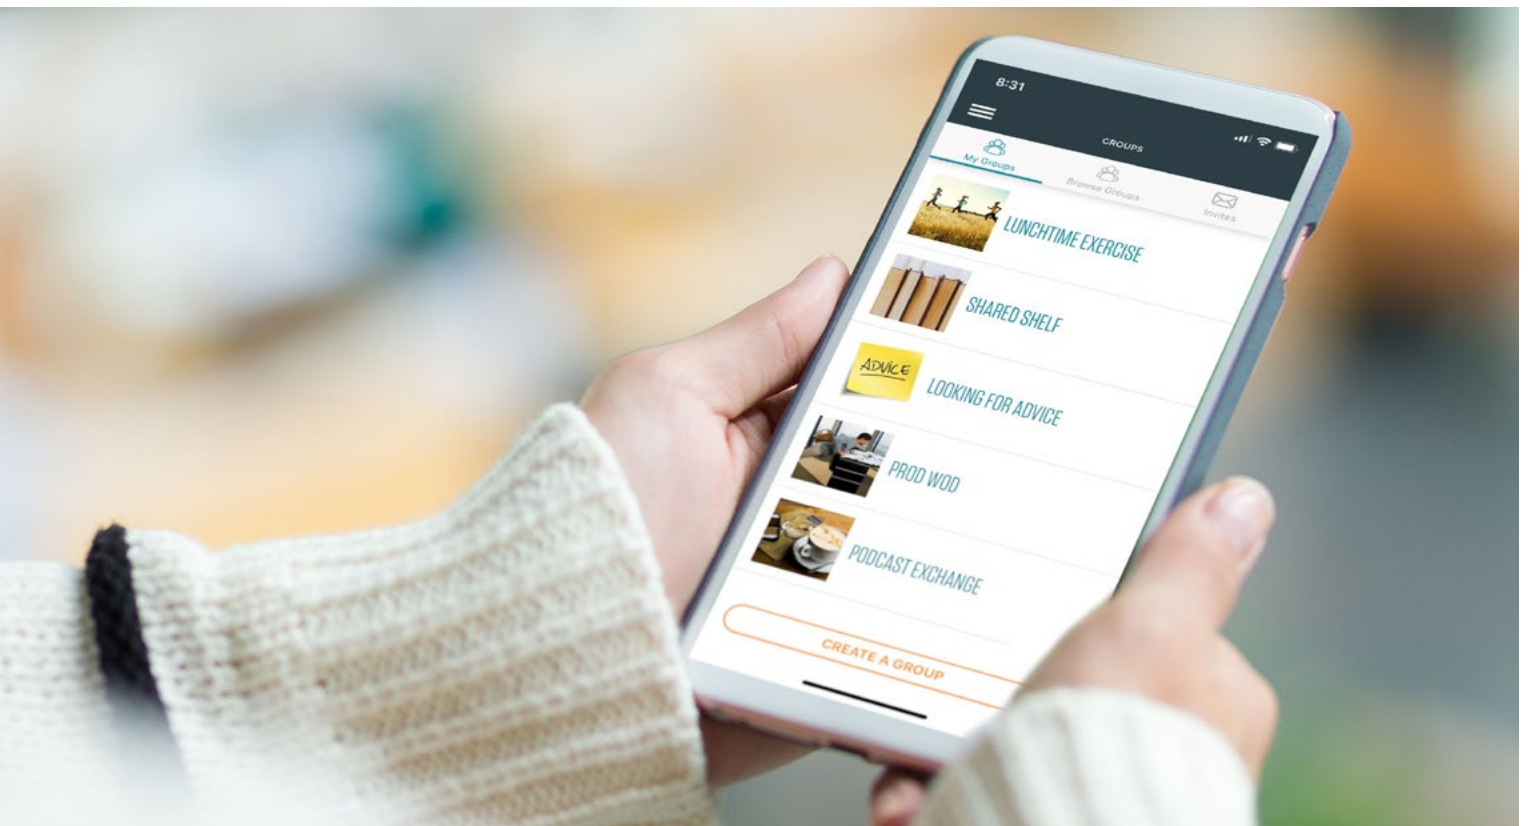 8:31
GROUPS
My Groups
Browse Groups
Invites
LUNCHTIME EXERCISE
SHARED SHELF
ADVICE
LOOKING FOR ADVICE
PROD WOD
PODCAST EXCHANGE
CREATE A GROUP